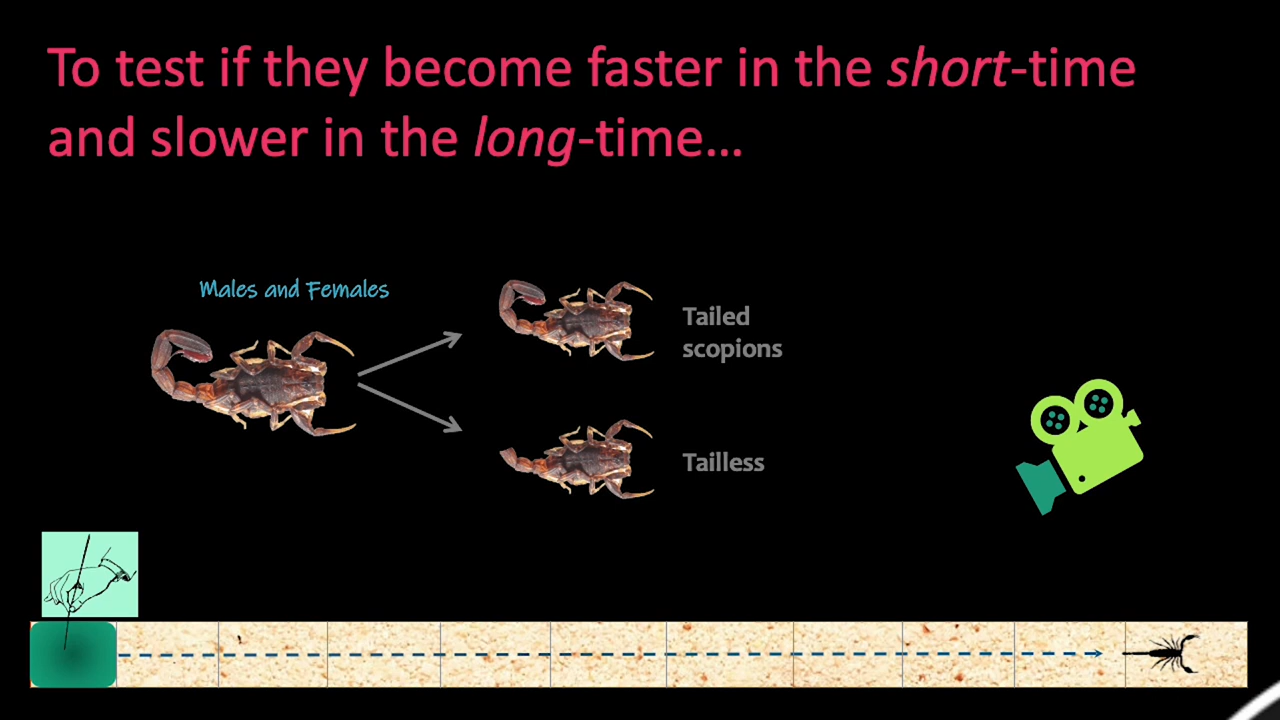 To test if they become faster in the short-time
and slower in the long-time...
Males and Females
Tailed
scopions
Tailless